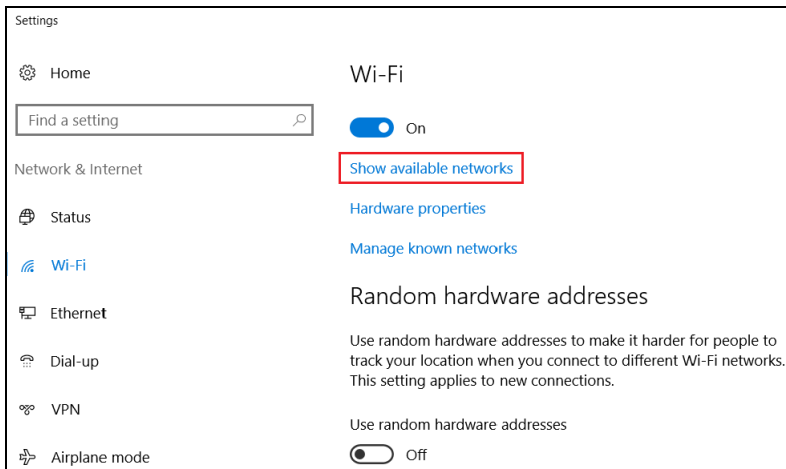 Settings
Home
Find a setting
Network & Internet
Status
Wi-Fi
Ethernet
Dial-up
VPN
Airplane mode
Wi-Fi
On
Show available networks
Hardware properties
Manage known networks
Random hardware addresses
Use random hardware addresses to make it harder for people to
track your location when you connect to different Wi-Fi networks.
This setting applies to new connections.
Use random hardware addresses
Off